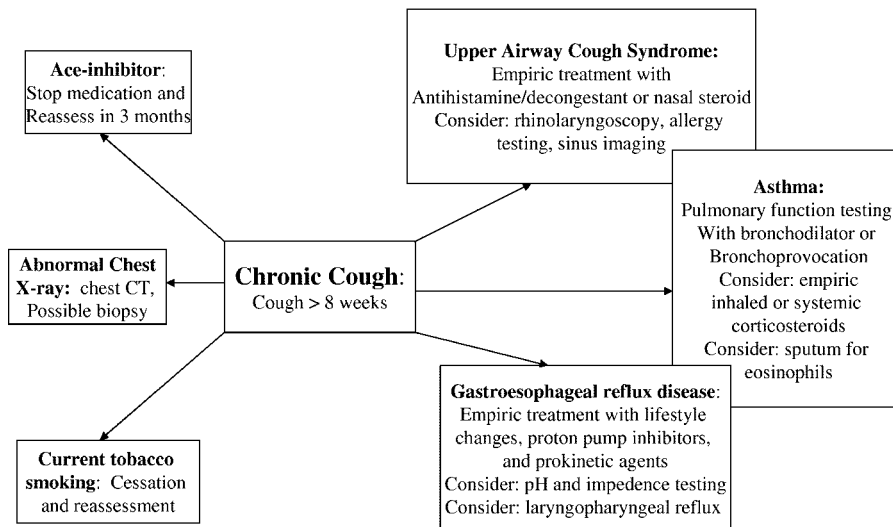 Ace-inhibitor:
Stop medication and
Reassess in 3 months
Upper Airway Cough Syndrome:
Empiric treatment with
Antihistamine/decongestant or nasal steroid
Consider: rhinolaryngoscopy, allergy
testing, sinus imaging
Asthma:
Pulmonary function testing
With bronchodilator or
Bronchoprovocation
Consider: empiric
inhaled or systemic
corticosteroids
Consider: sputum for
eosinophils
Abnormal Chest
X-ray: chest CT,
Possible biopsy
Chronic Cough:
Cough > 8 weeks
Gastroesophageal reflux disease:
Empiric treatment with lifestyle
changes, proton pump inhibitors,
and prokinetic agents
Consider: pH and impedence testing
Consider: laryngopharyngeal reflux
Current tobacco
smoking: Cessation
and reassessment